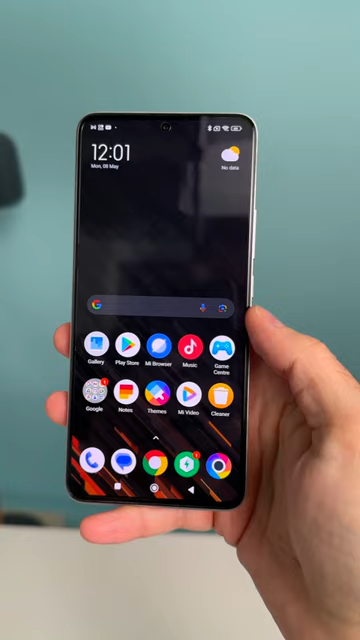 12:01
Mon, 08 May
No data
Gallery
Play Store
Mi Browser
Music
Game Centre
Google
Notes
Themes
Mi Video
Cleaner